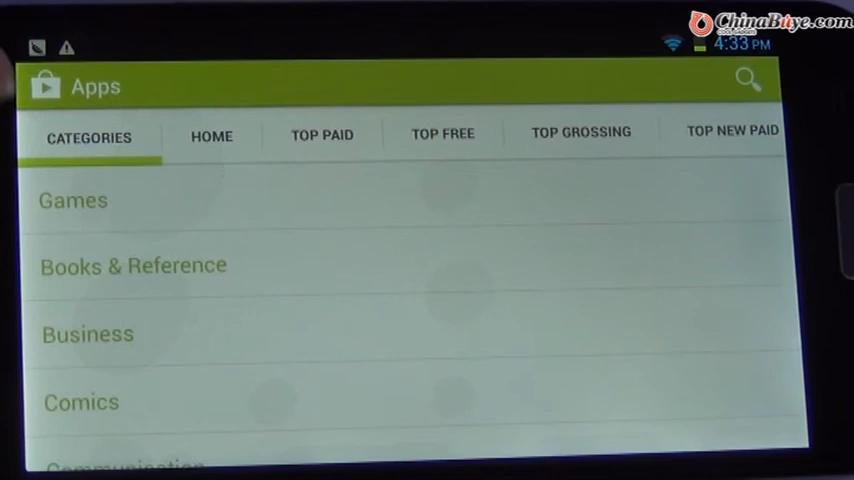 ChinaBuye.com
4:33 PM
Apps
CATEGORIES HOME TOP PAID TOP FREE TOP GROSSING TOP NEW PAID
Games
Books & Reference
Business
Comics
Communication